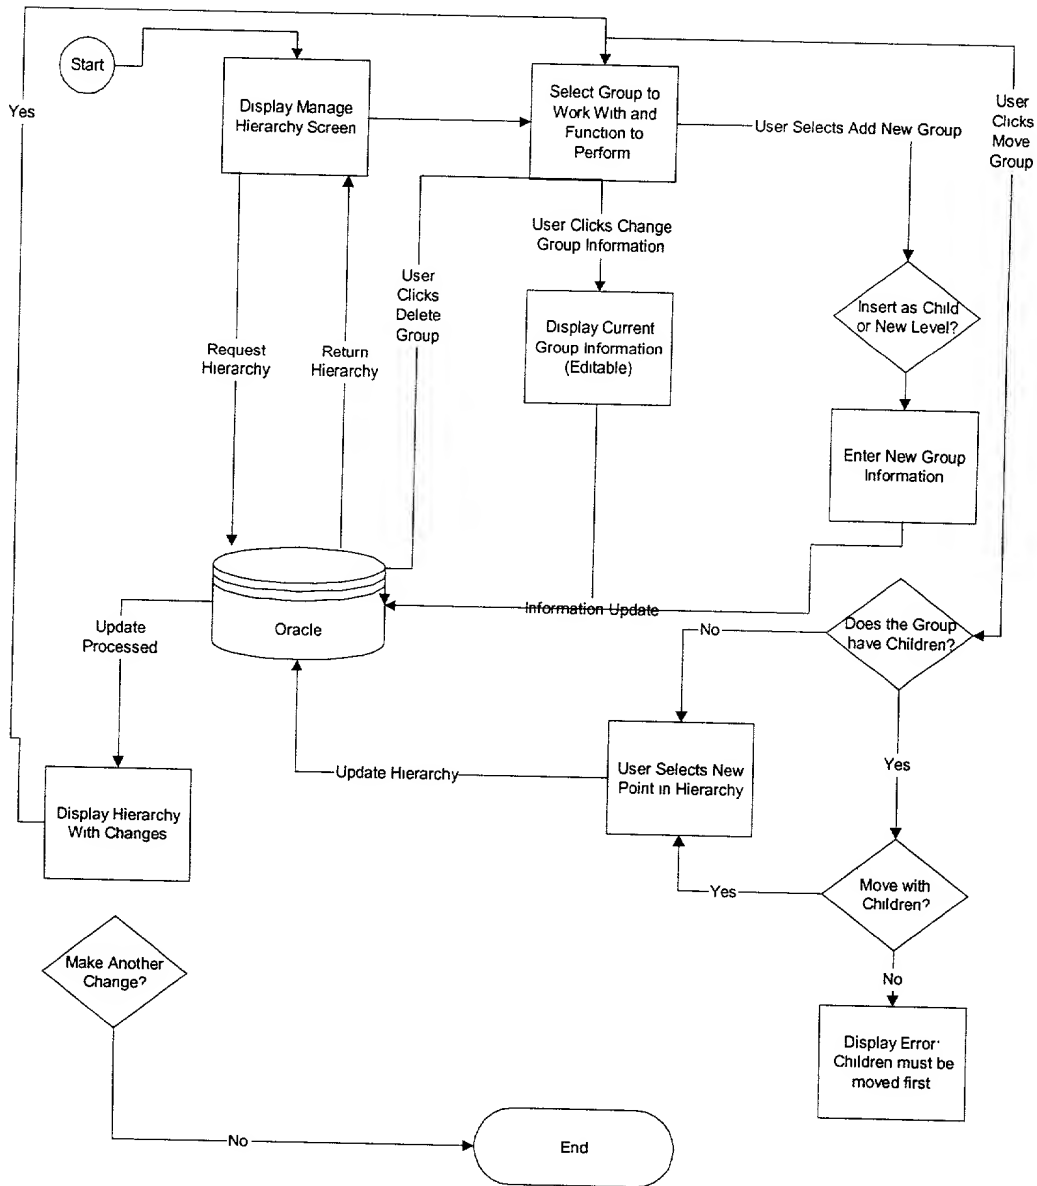 Start
Yes
Display Manage
Hierarchy Screen
Select Group to
Work With and
Function to
Perform
User Selects Add New Group
User
Clicks
Move
Group
User Clicks Change
Group Information
User
Clicks
Delete
Group
Insert as Child
or New Level?
Display Current
Group Information
(Editable)
Request
Hierarchy
Return
Hierarchy
Enter New Group
Information
Oracle
Information Update
Update
Processed
No
Does the Group
have Children?
User Selects New
Point in Hierarchy
Update Hierarchy
Yes
Display Hierarchy
With Changes
Yes
Move with
Children?
Make Another
Change?
No
Display Error:
Children must be
moved first
No
End